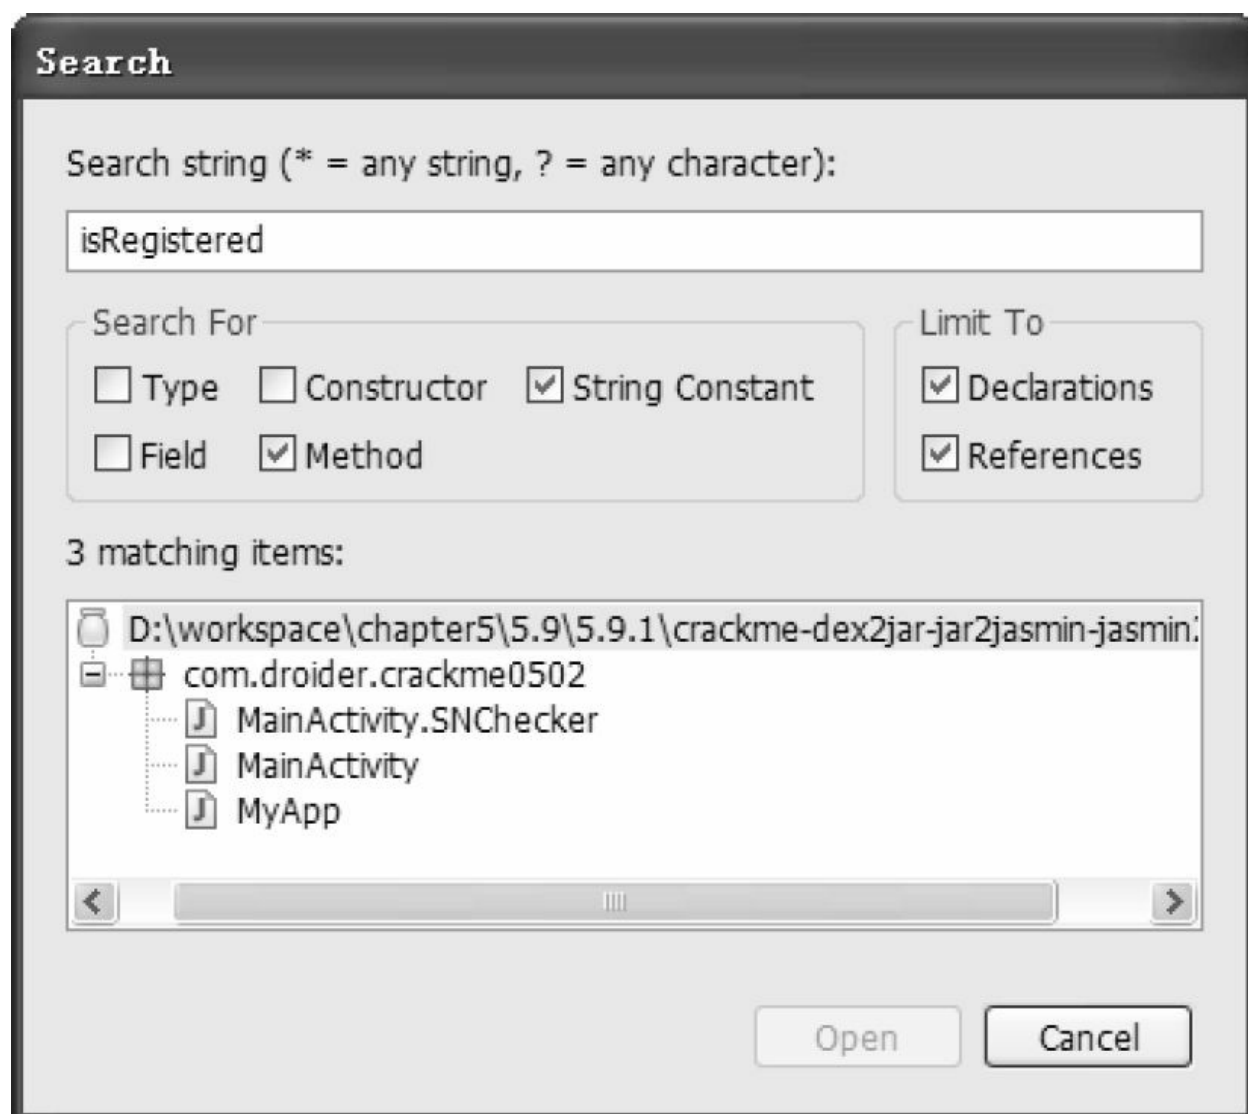 Search
Search string (* = any string, ? = any character):
isRegistered
Search For
Limit To
Type Constructor String Constant
Declarations
Field Method
References
3 matching items:
D:\workspace\chapter5\5.9\5.9.1\crackme-dex2jar-jar2jasmin-jasmin
com.droider.crackme0502
MainActivity.SNChecker
MainActivity
MyApp
Open Cancel